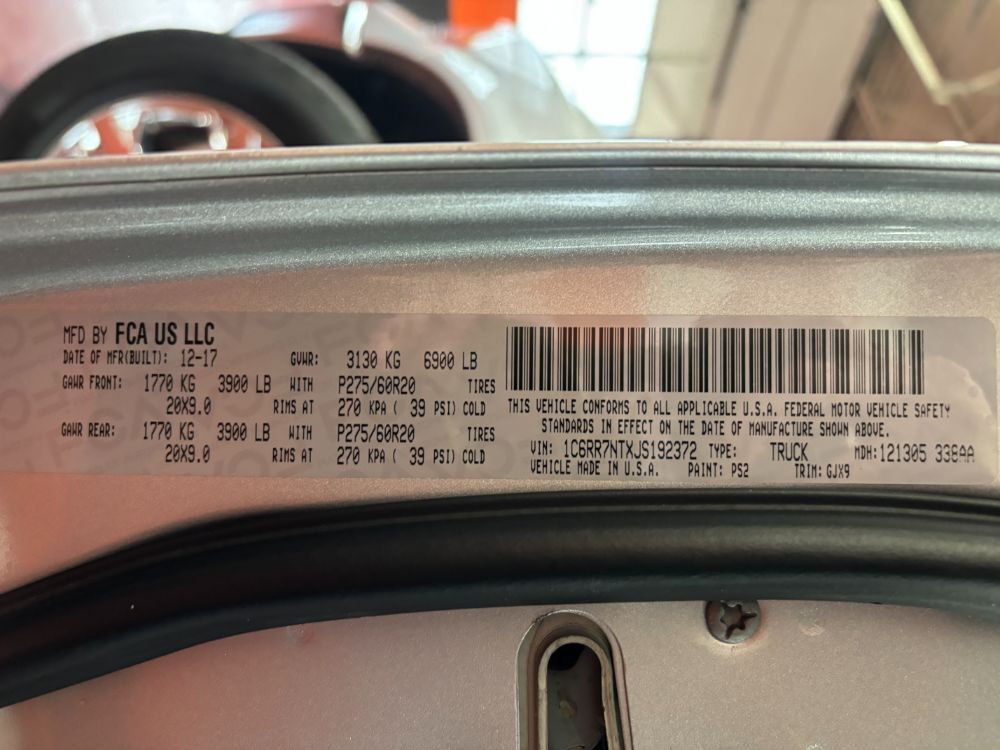 MFD BY FCA US LLC
DATE OF MFR(BUILT): 12-17 GVWR: 3130 KG 6900 LB
GAWR FRONT: 1770 KG 3900 LB WITH P275/60R20 TIRES
20X9.0 RIMS AT 270 KPA ( 39 PSI) COLD
GAWR REAR: 1770 KG 3900 LB WITH P275/60R20 TIRES
20X9.0 RIMS AT 270 KPA ( 39 PSI) COLD
THIS VEHICLE CONFORMS TO ALL APPLICABLE U.S.A. FEDERAL MOTOR VEHICLE SAFETY
STANDARDS IN EFFECT ON THE DATE OF MANUFACTURE SHOWN ABOVE.
VIN: 1C6RR7NTXJS192372 TYPE: TRUCK MDH: 121305 338AA
VEHICLE MADE IN U.S.A. PAINT: PS2 TRIM: GJX9